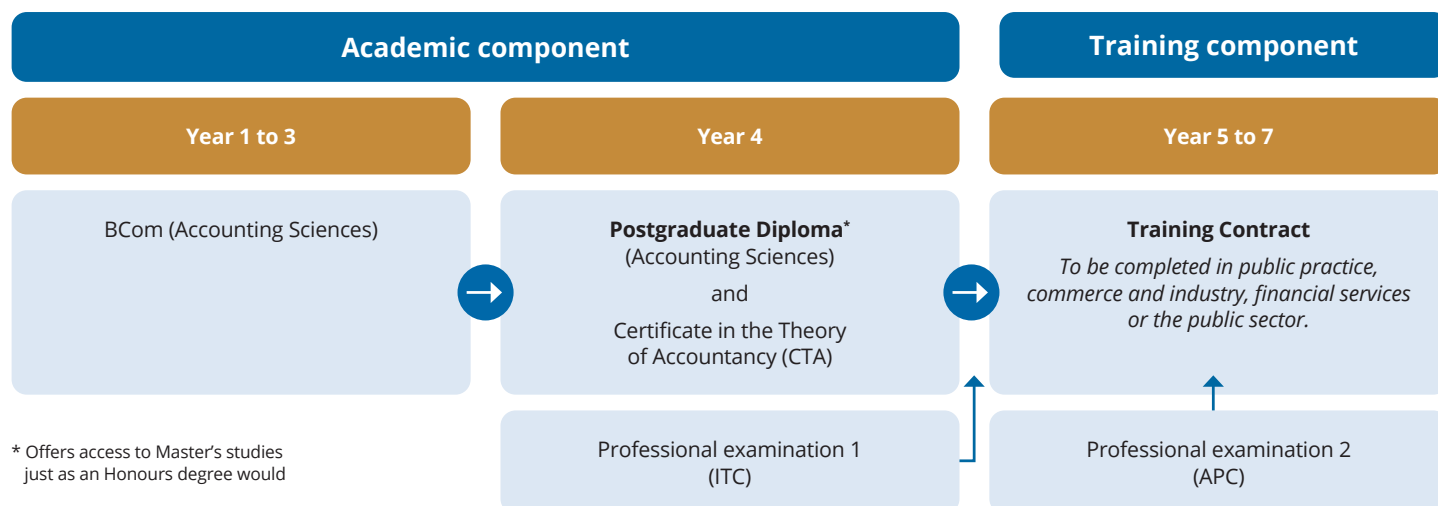 Academic component
Training component
Year 1 to 3
Year 4
Year 5 to 7
BCom (Accounting Sciences)
Postgraduate Diploma*
(Accounting Sciences)
and
Certificate in the Theory
of Accountancy (CTA)
Training Contract
To be completed in public practice,
commerce and industry, financial services
or the public sector.
* Offers access to Master’s studies
just as an Honours degree would
Professional examination 1
(ITC)
Professional examination 2
(APC)